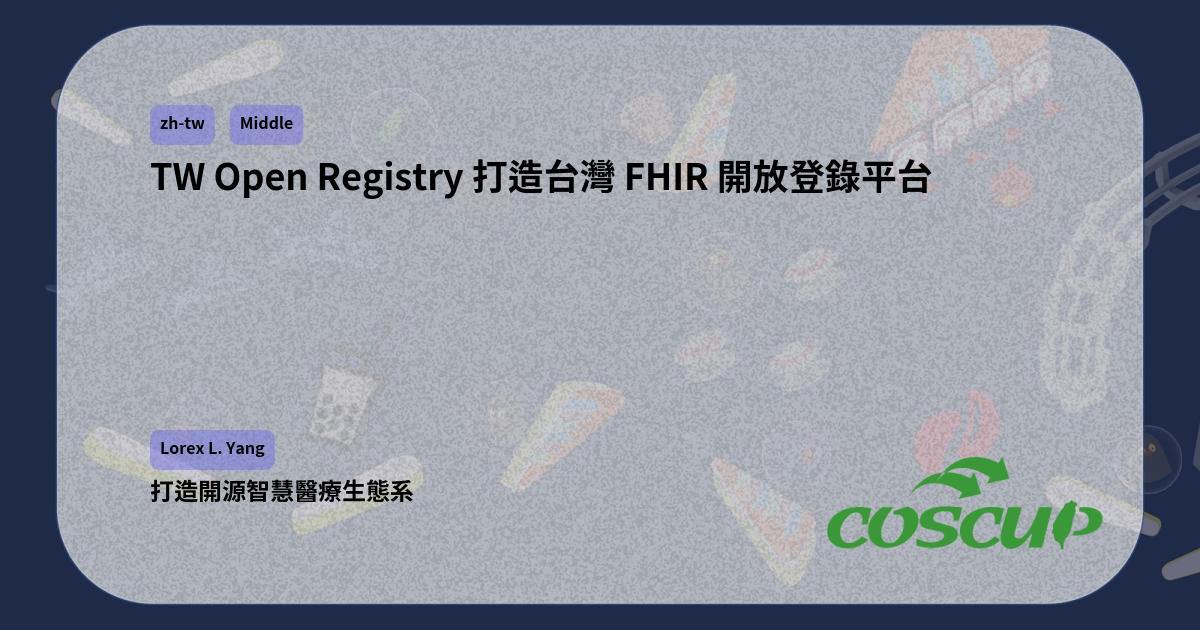 zh-tw Middle
TW Open Registry 打造台灣 FHIR 開放登錄平台
Lorex L. Yang
打造開源智慧醫療生態系
COSCUP